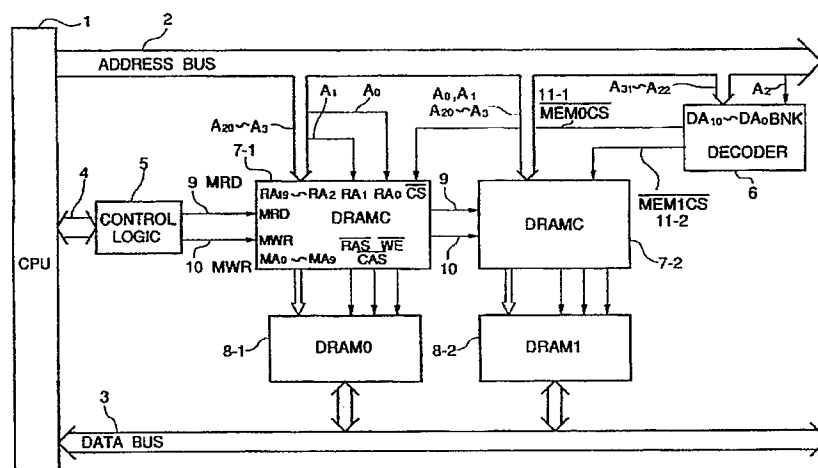 1
2
ADDRESS BUS
A1
A0
A20~A3
7-1
A0, A1
A20~A3
11-1
MEM0CS
A31~A22
A2
DA10~DA0BNK
DECODER
6
MEM1CS
11-2
4
5
CONTROL
LOGIC
9 MRD
10 MWR
RA19~RA2 RA1 RA0 CS
MRD
DRAMC
MWR
RAS WE
MA0~MA9
CAS
9
10
DRAMC
7-2
CPU
8-1
DRAM0
8-2
DRAM1
3
DATA BUS